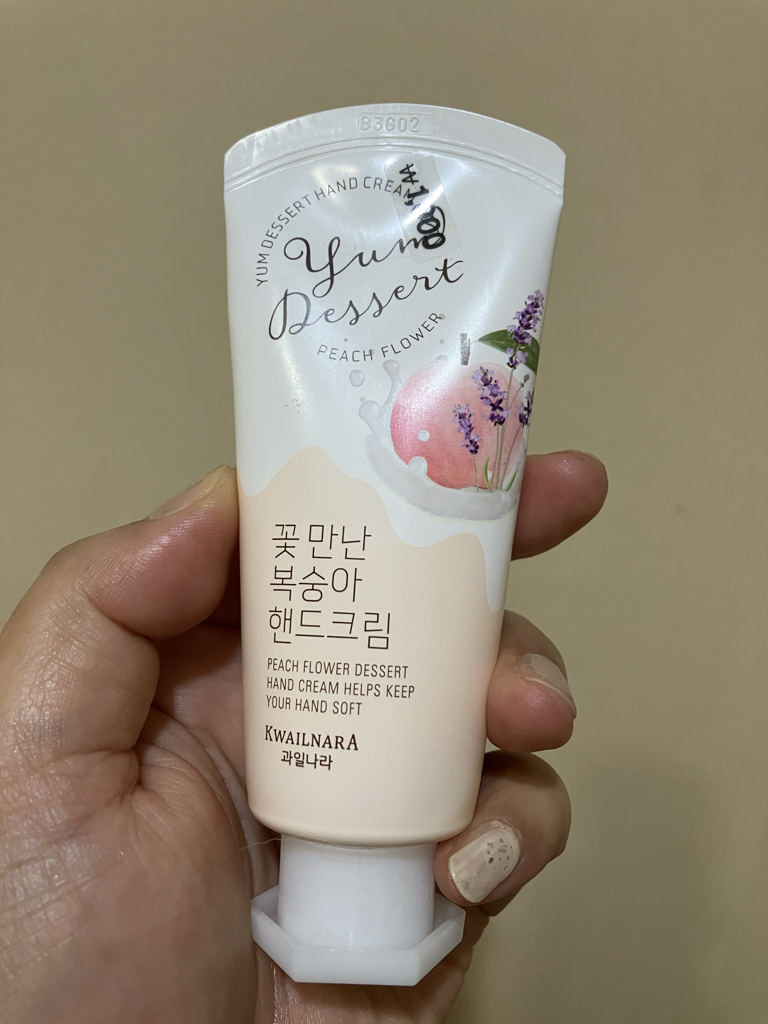 B3G02
YUM DESSERT HAND CREAM
Yum
Dessert
PEACH FLOWER
꽃 만난
복숭아
핸드크림
PEACH FLOWER DESSERT
HAND CREAM HELPS KEEP
YOUR HAND SOFT
KWAILNARA
과일나라